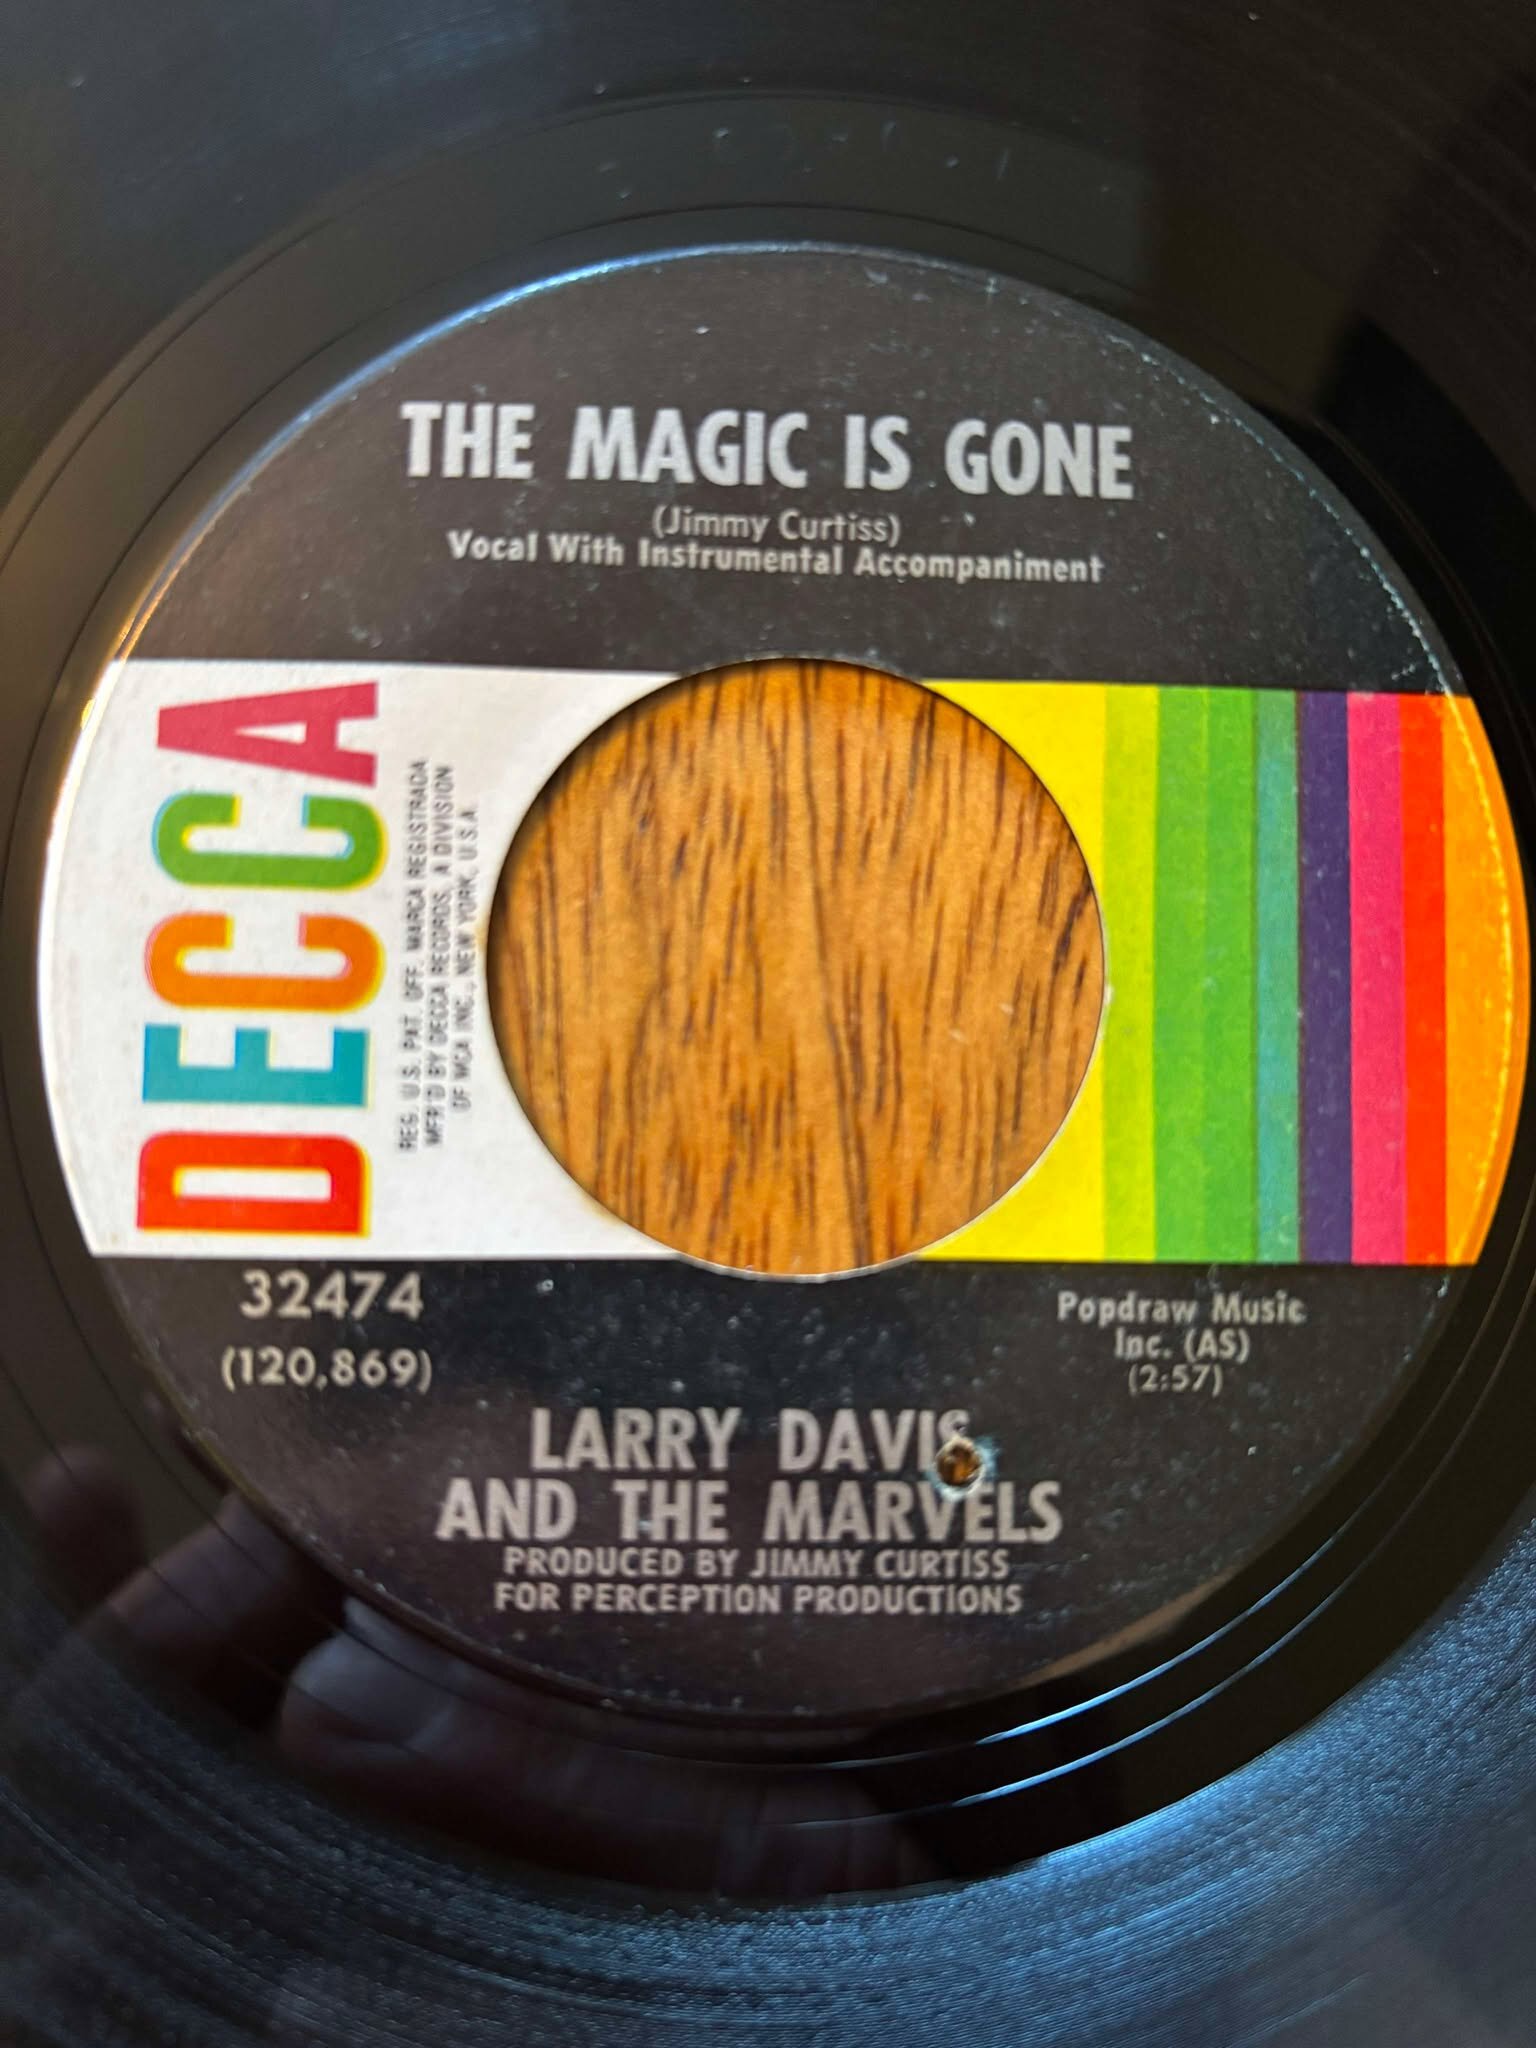 THE MAGIC IS GONE
(Jimmy Curtiss)
Vocal With Instrumental Accompaniment
DECCA
REG. U.S. PAT. OFF. MARCA REGISTRADA
MFR'D BY DECCA RECORDS, A DIVISION
OF MCA INC., NEW YORK, U.S.A.
32474
(120,869)
Popdraw Music
Inc. (AS)
(2:57)
LARRY DAVIS
AND THE MARVELS
PRODUCED BY JIMMY CURTISS
FOR PERCEPTION PRODUCTIONS